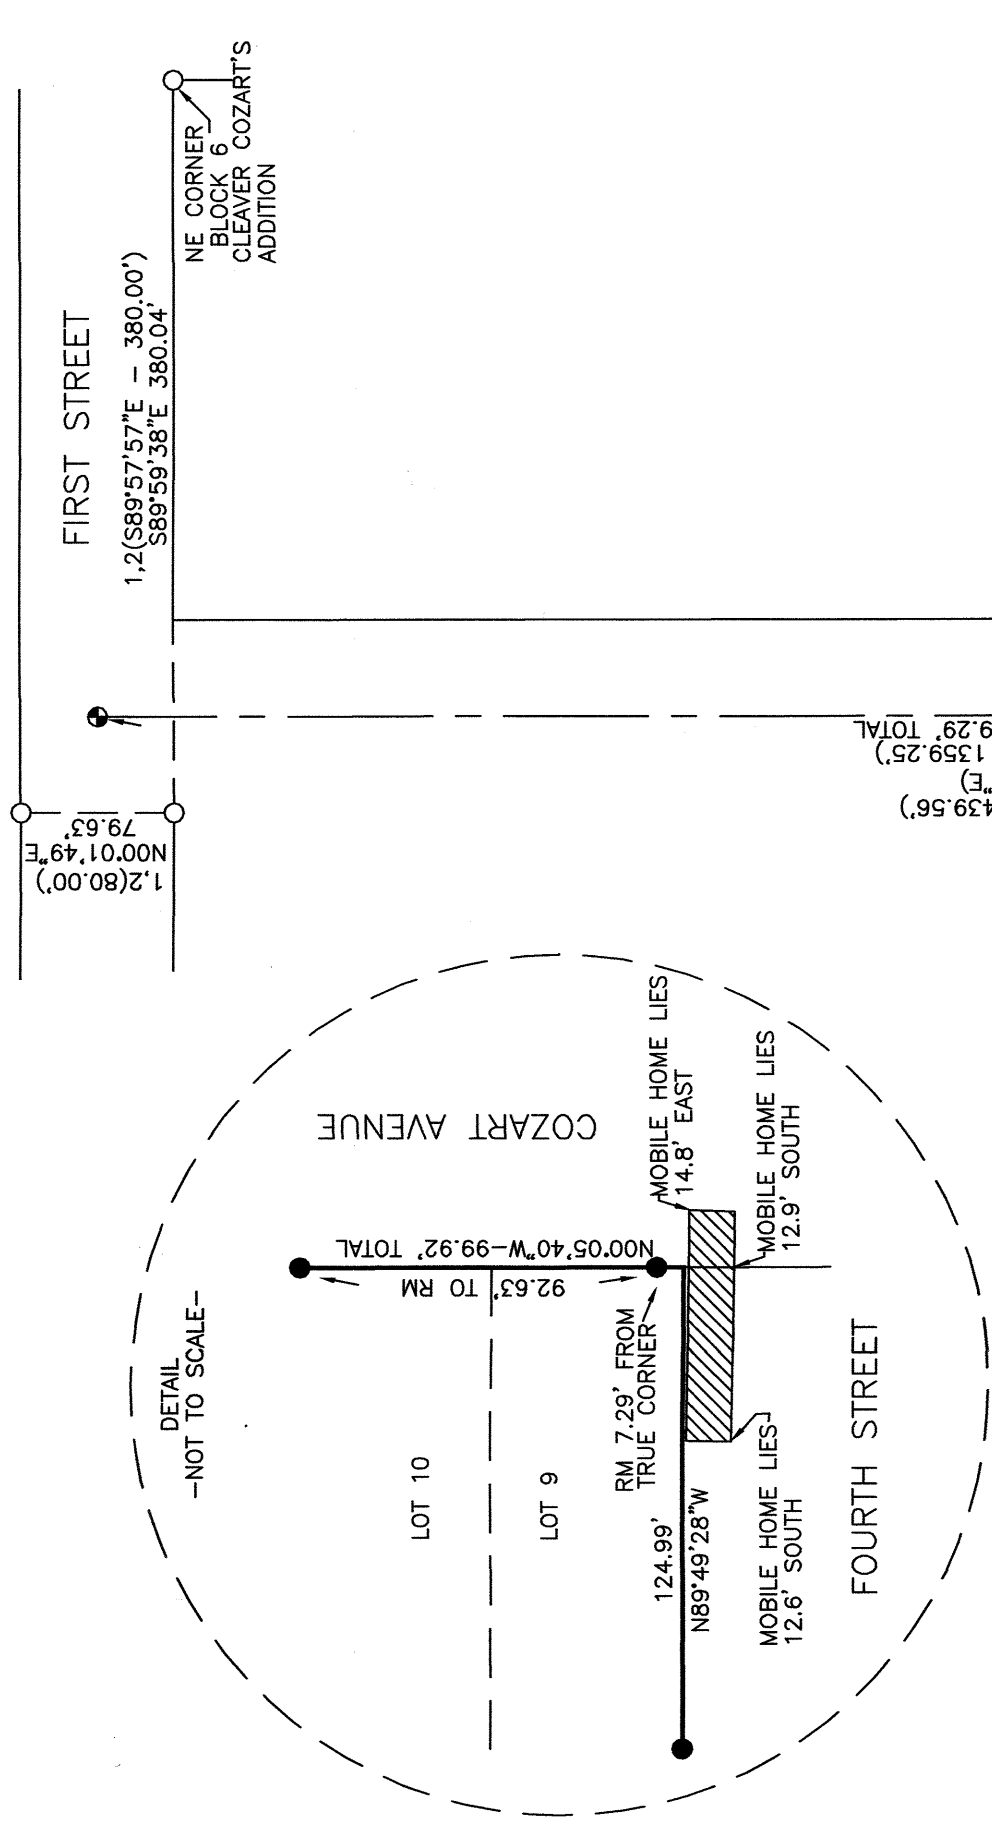 FIRST STREET
1,2(S89°57'57"E - 380.00')
S89°59'38"E 380.04'
NE CORNER
BLOCK 6
CLEAVER COZART'S
ADDITION
1,2(80.00')
N00°01'49"E
79.63'
439.56')
"E)
1359.25')
9.29' TOTAL
DETAIL
-NOT TO SCALE-
COZART AVENUE
N00°05'40"W-99.92' TOTAL
92.63' TO RM
LOT 10
LOT 9
RM 7.29' FROM
TRUE CORNER
124.99'
N89°49'28"W
MOBILE HOME LIES
14.8' EAST
MOBILE HOME LIES
12.9' SOUTH
MOBILE HOME LIES
12.6' SOUTH
FOURTH STREET